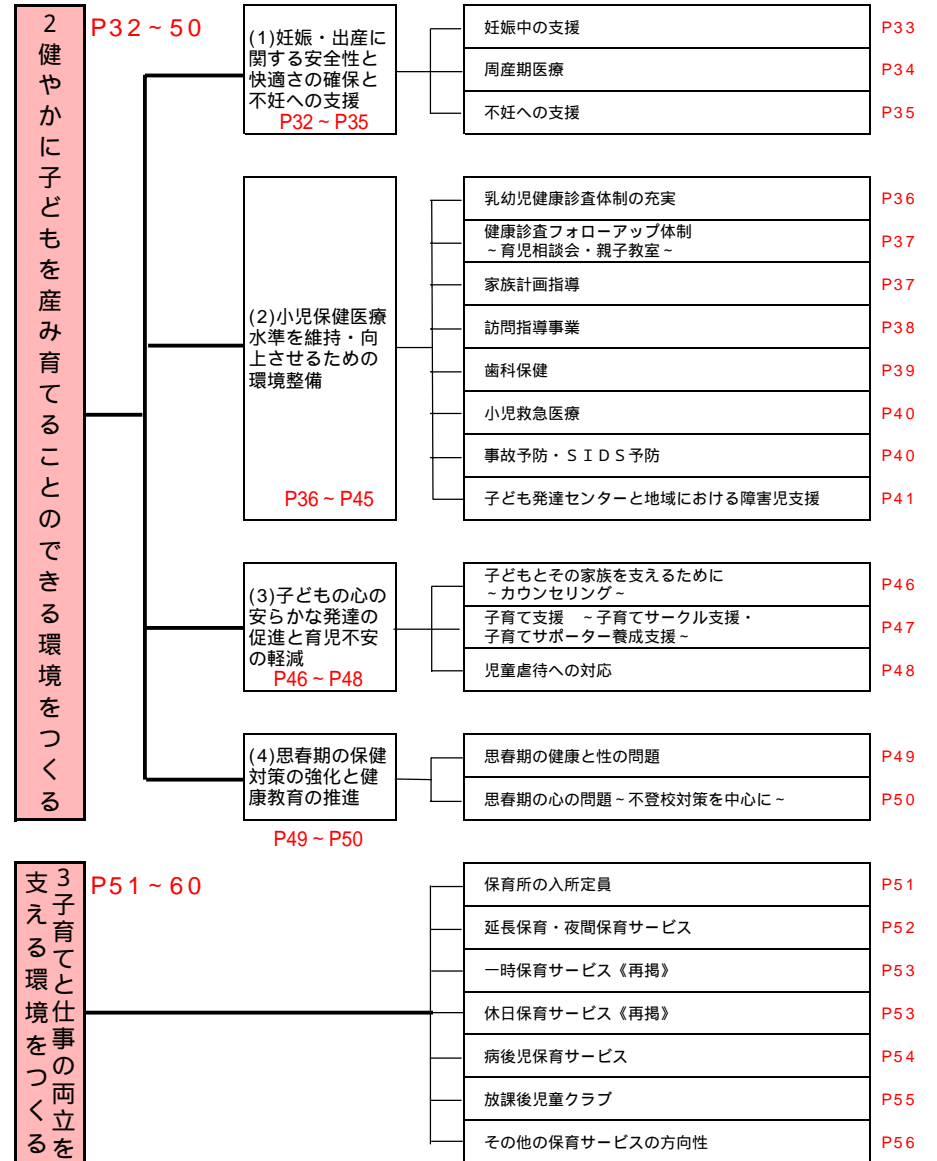 2健やかに子どもを産み育てることのできる環境をつくる
P32~50
(1)妊娠・出産に
関する安全性と
快適さの確保と
不妊への支援
P32~P35
妊娠中の支援
P33
周産期医療
P34
不妊への支援
P35
(2)小児保健医療
水準を維持・向
上させるための
環境整備
P36~P45
乳幼児健康診査体制の充実
P36
健康診査フォローアップ体制
~育児相談会・親子教室~
P37
家族計画指導
P37
訪問指導事業
P38
歯科保健
P39
小児救急医療
P40
事故予防・SIDS予防
P40
子ども発達センターと地域における障害児支援
P41
(3)子どもの心の
安らかな発達の
促進と育児不安
の軽減
P46~P48
子どもとその家族を支えるために
~カウンセリング~
P46
子育て支援 ~子育てサークル支援・
子育てサポーター養成支援~
P47
児童虐待への対応
P48
(4)思春期の保健
対策の強化と健
康教育の推進
P49~P50
思春期の健康と性の問題
P49
思春期の心の問題~不登校対策を中心に~
P50
3子育てと仕事の両立を
支える環境をつくる
P51~60
保育所の入所定員
P51
延長保育・夜間保育サービス
P52
一時保育サービス《再掲》
P53
休日保育サービス《再掲》
P53
病後児保育サービス
P54
放課後児童クラブ
P55
その他の保育サービスの方向性
P56